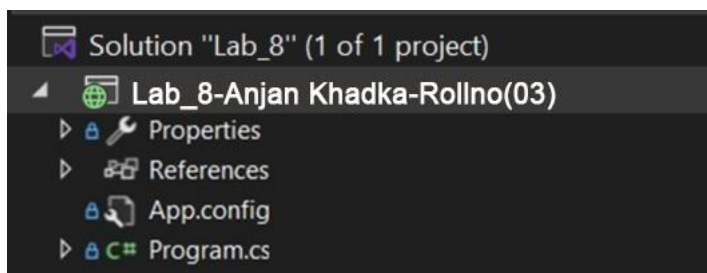 Solution "Lab_8" (1 of 1 project)
Lab_8-Anjan Khadka-Rollno(03)
Properties
References
App.config
C# Program.cs